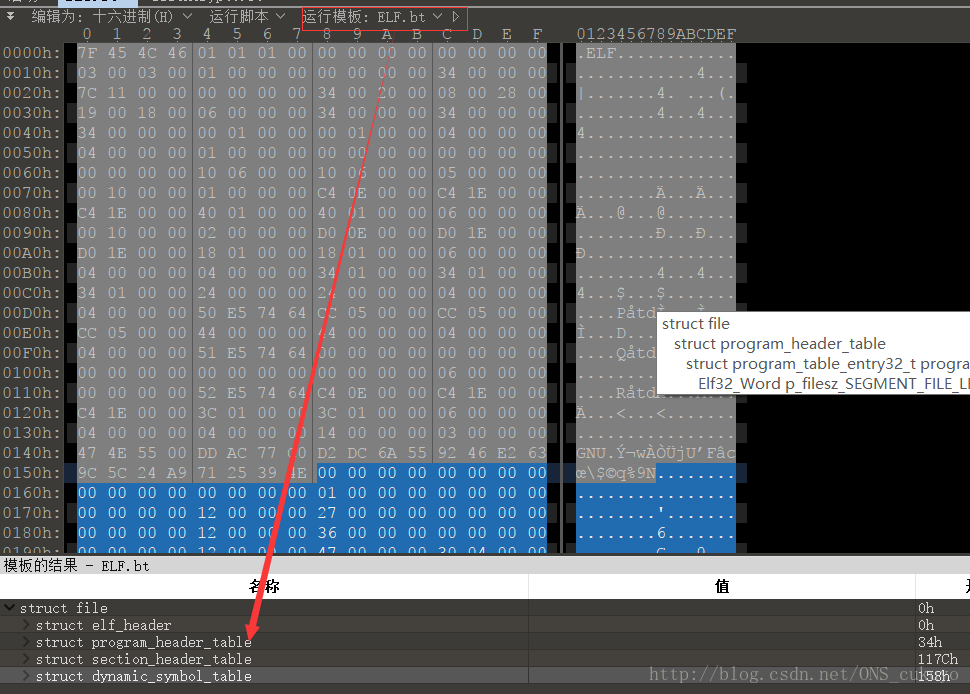 编辑为: 十六进制(H) 运行脚本 运行模板: ELF.bt
0 1 2 3 4 5 6 7 8 9 A B C D E F 0123456789ABCDEF
0000h: 7F 45 4C 46 01 01 01 00 00 00 00 00 00 00 00 00 .ELF............
0010h: 03 00 03 00 01 00 00 00 00 00 00 00 34 00 00 00 ............4...
0020h: 7C 11 00 00 00 00 00 00 34 00 20 00 08 00 28 00 |.......4. ...(.
0030h: 19 00 18 00 06 00 00 00 34 00 00 00 34 00 00 00 ........4...4...
0040h: 34 00 00 00 00 01 00 00 00 01 00 00 04 00 00 00 4...............
0050h: 04 00 00 00 01 00 00 00 00 00 00 00 00 00 00 00 ................
0060h: 00 00 00 00 10 06 00 00 10 06 00 00 05 00 00 00 ................
0070h: 00 10 00 00 01 00 00 00 C4 0E 00 00 C4 1E 00 00 ........Ä...Ä...
0080h: C4 1E 00 00 40 01 00 00 40 01 00 00 06 00 00 00 Ä...@...@.......
0090h: 00 10 00 00 02 00 00 00 D0 0E 00 00 D0 1E 00 00 ........Ð...Ð...
00A0h: D0 1E 00 00 18 01 00 00 18 01 00 00 06 00 00 00 Ð...............
00B0h: 04 00 00 00 04 00 00 00 34 01 00 00 34 01 00 00 ........4...4...
00C0h: 34 01 00 00 24 00 00 00 24 00 00 00 04 00 00 00 4...$...$.......
00D0h: 04 00 00 00 50 E5 74 64 CC 05 00 00 CC 05 00 00 ....Påtd
00E0h: CC 05 00 00 44 00 00 00 44 00 00 00 04 00 00 00 Ì...D...
00F0h: 04 00 00 00 51 E5 74 64 00 00 00 00 00 00 00 00 ....Qåtd
0100h: 00 00 00 00 00 00 00 00 00 00 00 00 06 00 00 00 ........
0110h: 00 00 00 00 52 E5 74 64 C4 0E 00 00 C4 1E 00 00 ....Råtd
0120h: C4 1E 00 00 3C 01 00 00 3C 01 00 00 06 00 00 00 Ä...<...<.......
0130h: 04 00 00 00 04 00 00 00 14 00 00 00 03 00 00 00 ................
0140h: 47 4E 55 00 DD AC 77 00 D2 DC 6A 55 92 46 E2 63 GNU.Ý¬wÀÒÜjU’Fâc
0150h: 9C 5C 24 A9 71 25 39 4E 00 00 00 00 00 00 00 00 œ\$©q%9N........
0160h: 00 00 00 00 00 00 00 00 01 00 00 00 00 00 00 00 ................
0170h: 00 00 00 00 12 00 00 00 27 00 00 00 00 00 00 00 ........'.......
0180h: 00 00 00 00 12 00 00 00 36 00 00 00 00 00 00 00 ........6.......
0190h: 00 00 00 00 12 00 00 00 47 00 00 00 30 04 00 00 ........G...0...
struct file
struct program_header_table
struct program_table_entry32_t progra
Elf32_Word p_filesz_SEGMENT_FILE_LE
模板的结果 - ELF.bt
名称 值
struct file 0h
struct elf_header 0h
struct program_header_table 34h
struct section_header_table 117Ch
struct dynamic_symbol_table 158h